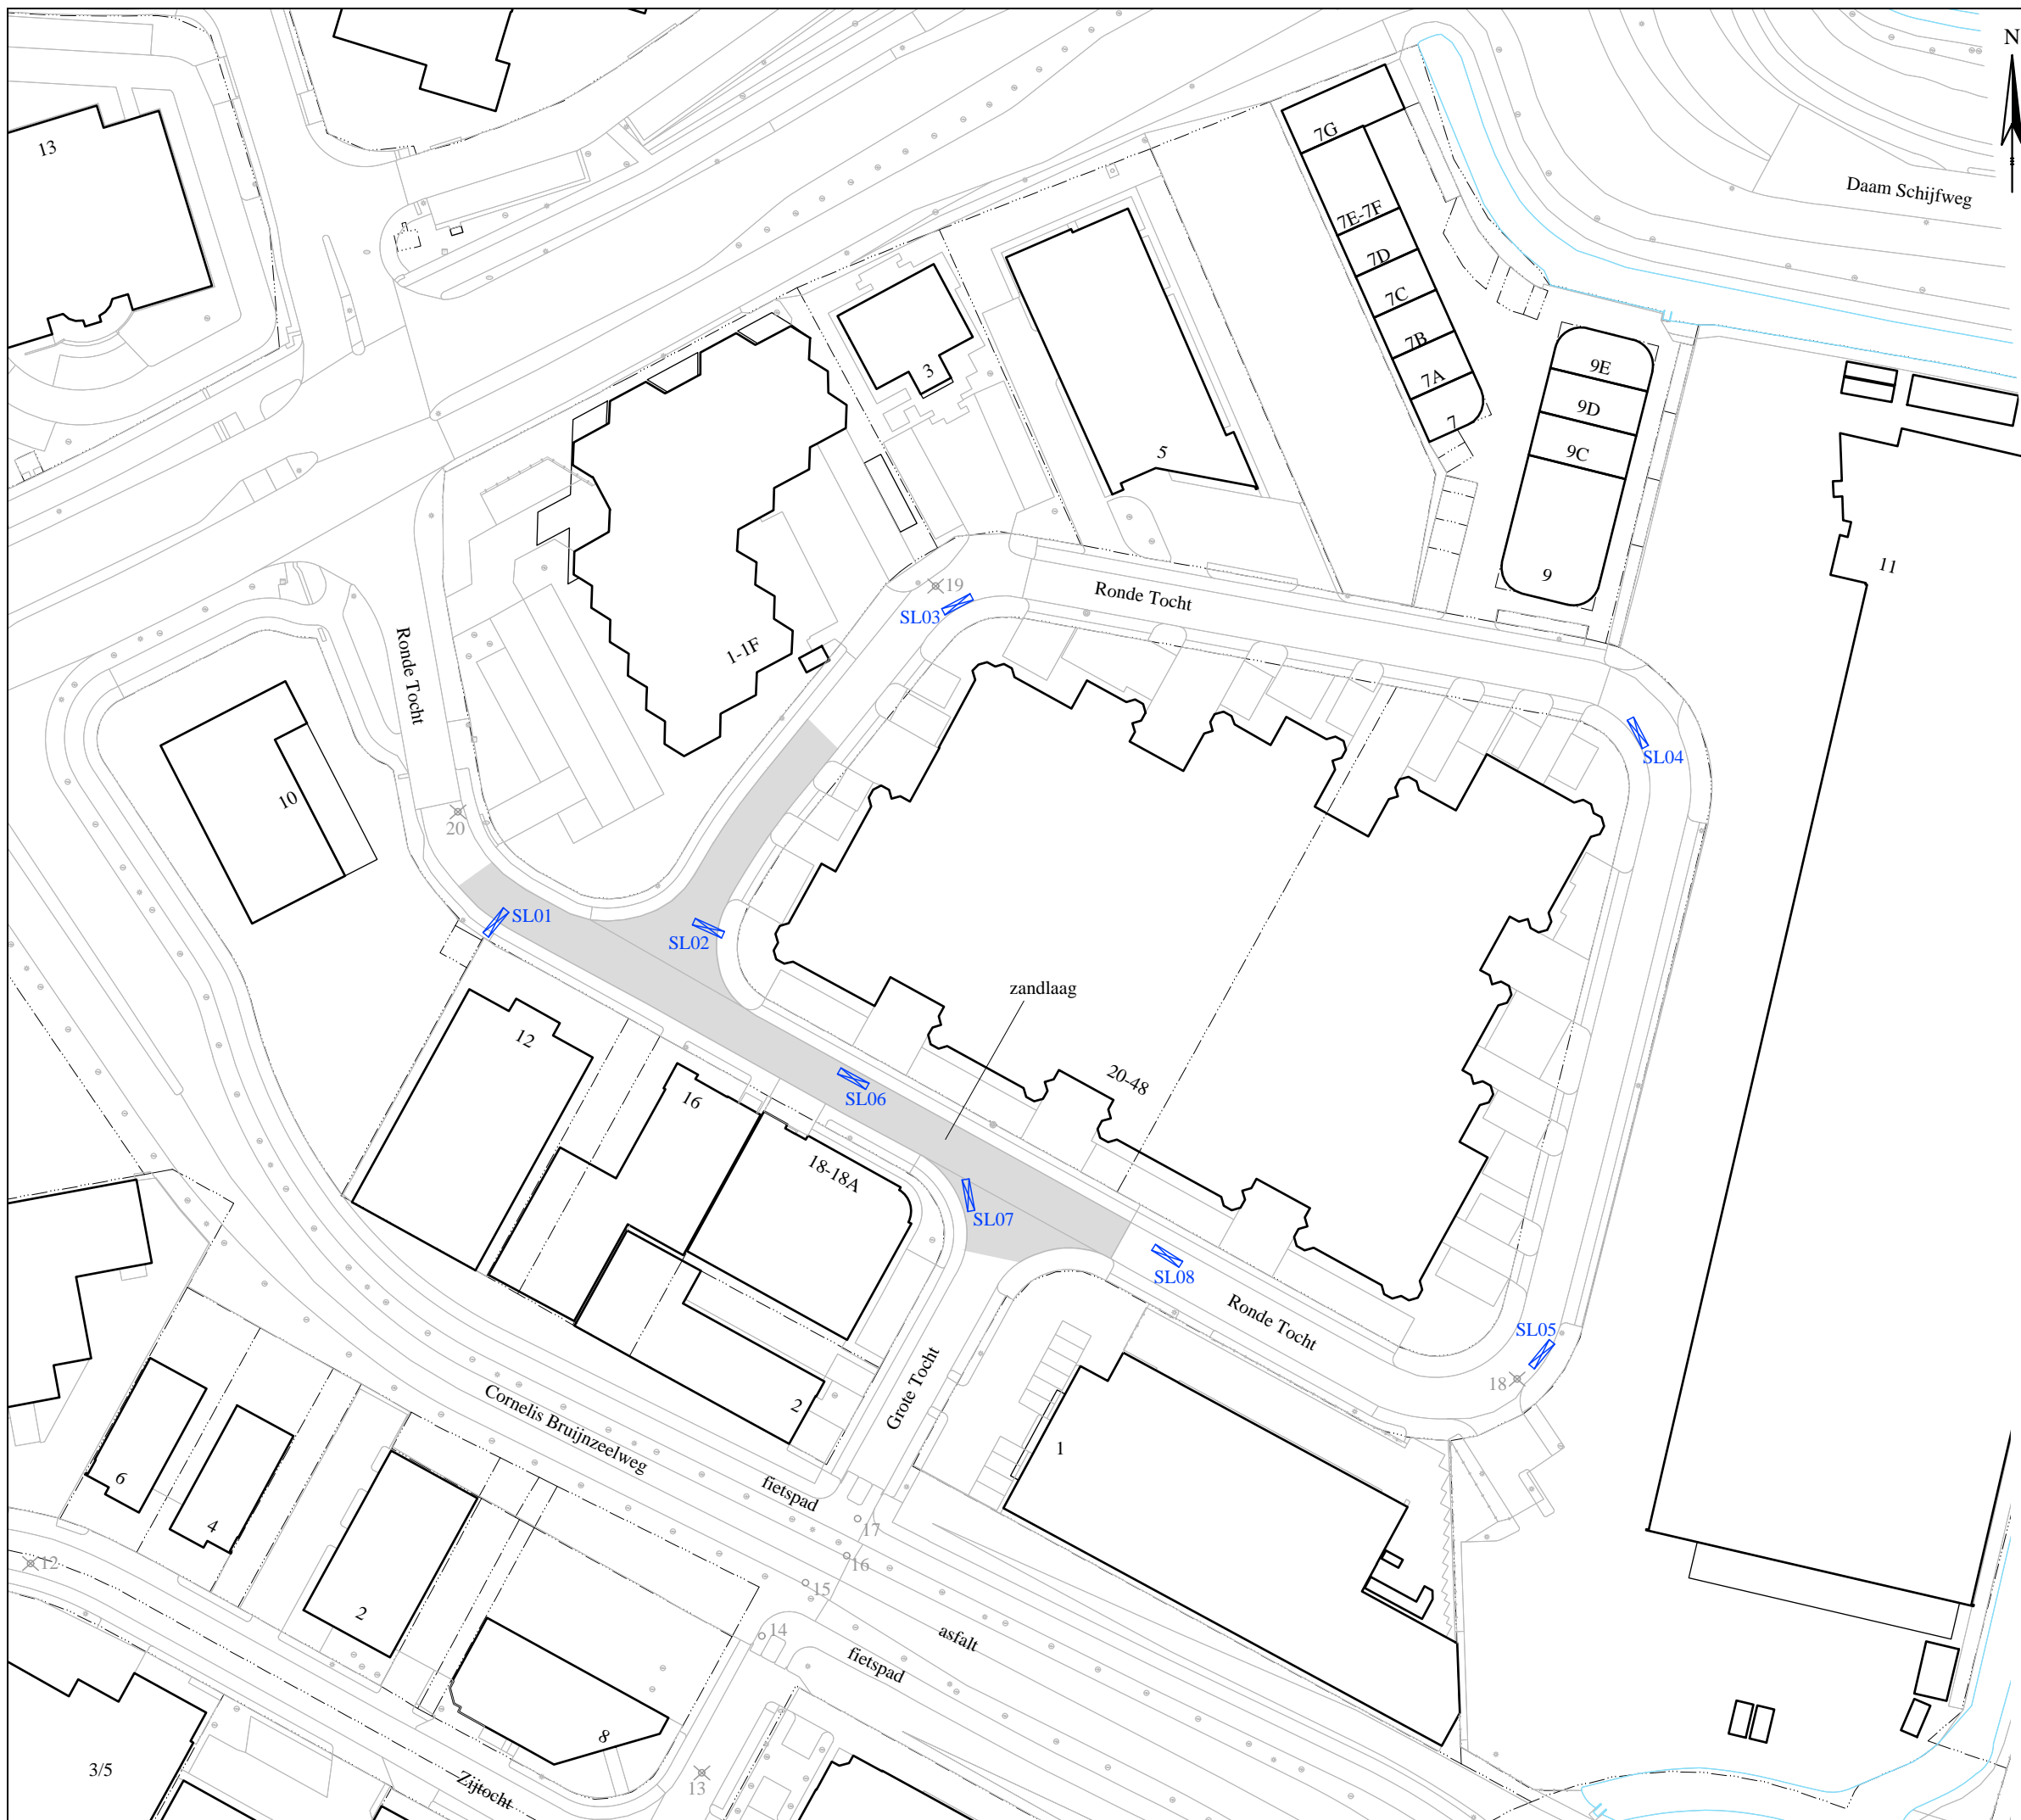 N
13
7G
Daam Schijfweg
7E-7F
7D
7C
7B
7A
7
3
5
9E
9D
9C
9
11
19
SL03
Ronde Tocht
1-1F
Ronde Tocht
SL04
10
20
SL01
SL02
zandlaag
12
SL06
20-48
16
18-18A
SL07
SL08
Ronde Tocht
SL05
18
Grote Tocht
2
1
Cornelis Bruijnzeelweg
fietspad
6
4
17
16
15
12
2
14
asfalt
fietspad
8
3/5
13
Zijtocht